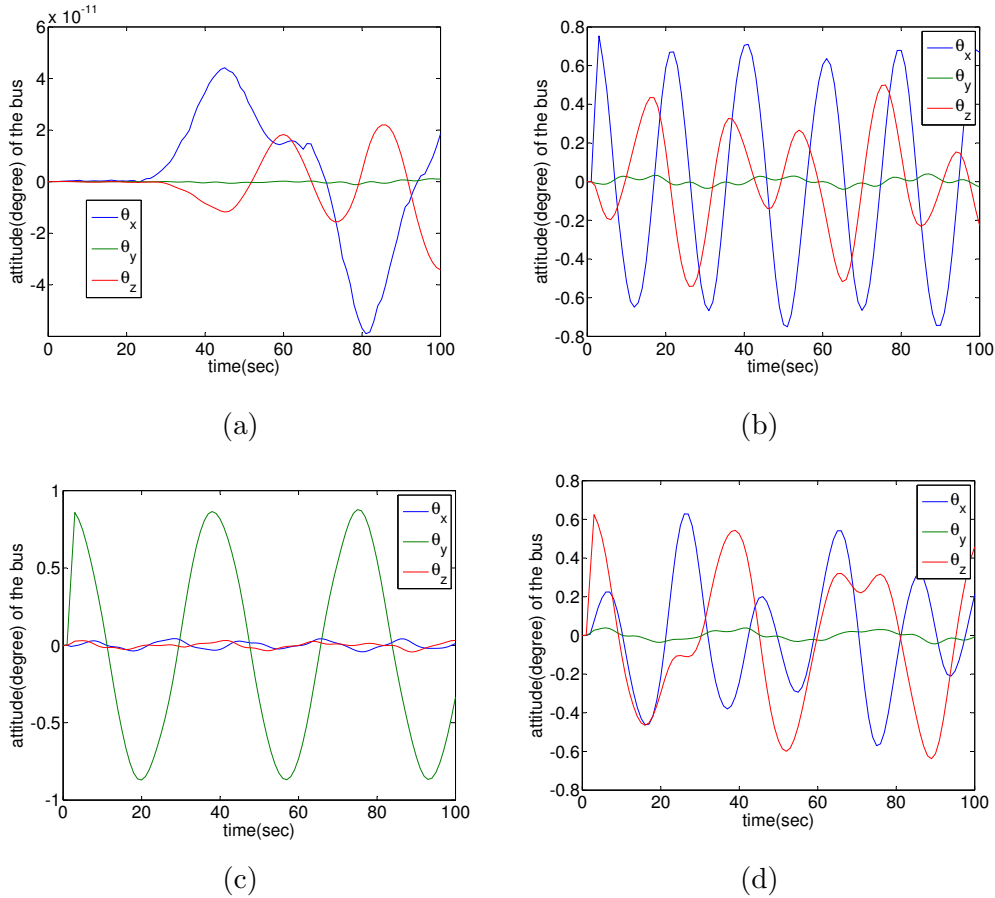 x 10⁻¹¹
6
4
2
0
-2
-4
0 20 40 60 80 100
attitude(degree) of the bus
time(sec)
θx
θy
θz
(a)
0.8
0.6
0.4
0.2
0
-0.2
-0.4
-0.6
-0.8
0 20 40 60 80 100
attitude(degree) of the bus
time(sec)
θx
θy
θz
(b)
1
0.5
0
-0.5
-1
0 20 40 60 80 100
attitude(degree) of the bus
time(sec)
θx
θy
θz
(c)
0.8
0.6
0.4
0.2
0
-0.2
-0.4
-0.6
-0.8
0 20 40 60 80 100
attitude(degree) of the bus
time(sec)
θx
θy
θz
(d)